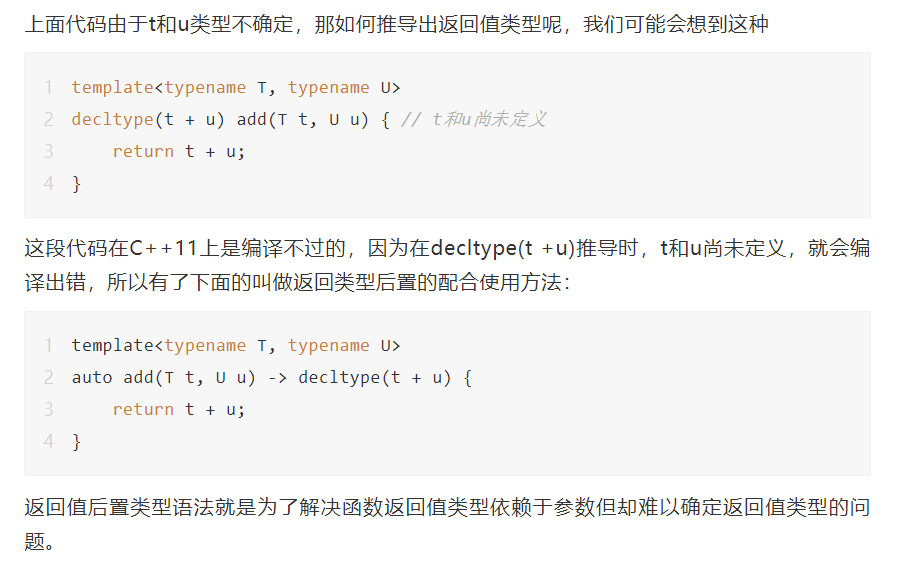 上面代码由于t和u类型不确定，那如何推导出返回值类型呢，我们可能会想到这种
1 template<typename T, typename U>
2 decltype(t + u) add(T t, U u) { // t和u尚未定义
3     return t + u;
4 }
这段代码在C++11上是编译不过的，因为在decltype(t +u)推导时，t和u尚未定义，就会编
译出错，所以有了下面的叫做返回类型后置的配合使用方法：
1 template<typename T, typename U>
2 auto add(T t, U u) -> decltype(t + u) {
3     return t + u;
4 }
返回值后置类型语法就是为了解决函数返回值类型依赖于参数但却难以确定返回值类型的问
题。